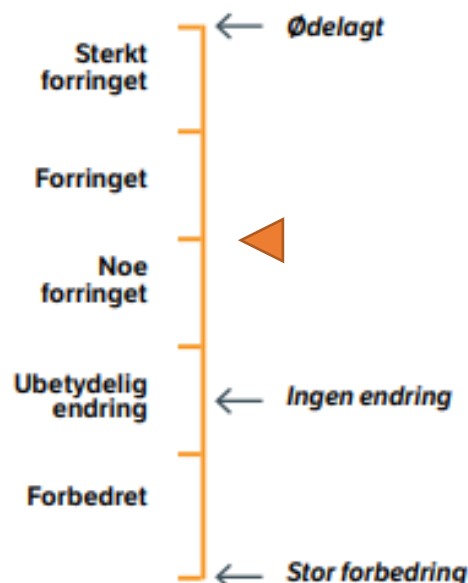 Ødelagt
Sterkt
forringet
Forringet
Noe
forringet
Ubetydelig
endring
Ingen endring
Forbedret
Stor forbedring